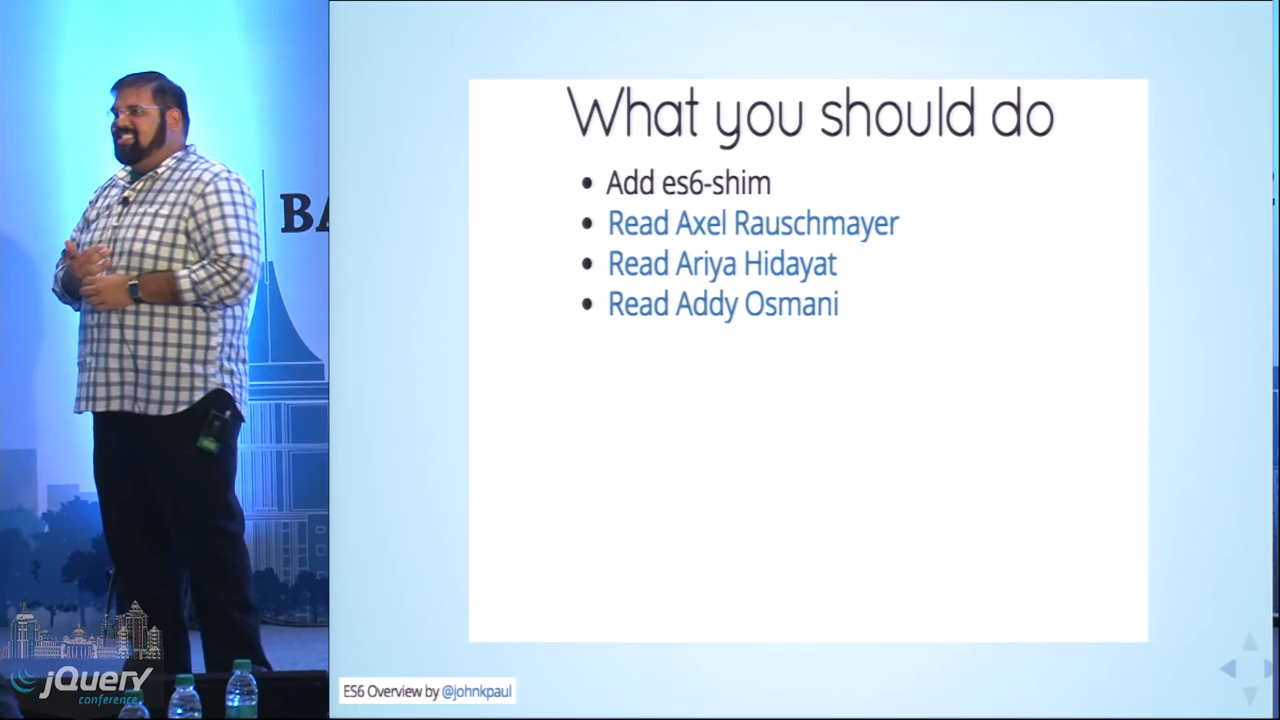 What you should do
Add es6-shim
Read Axel Rauschmayer
Read Ariya Hidayat
Read Addy Osmani
BA
jQuery
conference
ES6 Overview by @johnkpaul